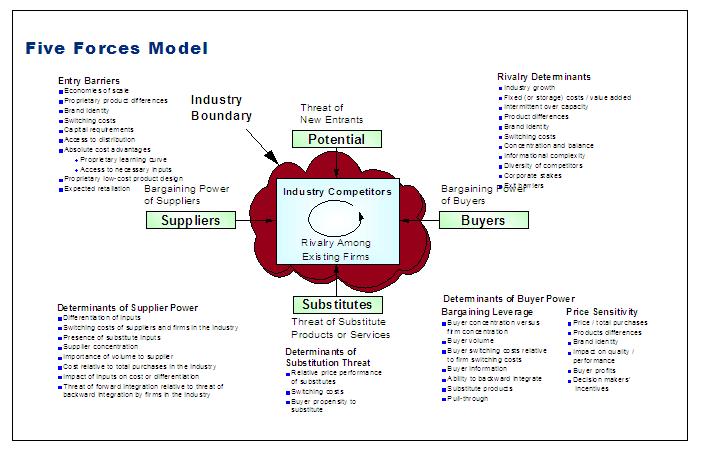 Five Forces Model
Entry Barriers
Economies of scale
Proprietary product differences
Brand identity
Switching costs
Capital requirements
Access to distribution
Absolute cost advantages
Proprietary learning curve
Access to necessary inputs
Proprietary low-cost product design
Expected retaliation
Industry
Boundary
Threat of
New Entrants
Potential
Rivalry Determinants
Industry growth
Fixed (or storage) costs / value added
Intermittent over capacity
Product differences
Brand identity
Switching costs
Concentration and balance
Informational complexity
Diversity of competitors
Corporate stakes
Exit barriers
Bargaining Power
of Suppliers
Suppliers
Industry Competitors
Rivalry Among
Existing Firms
Bargaining Power
of Buyers
Buyers
Substitutes
Threat of Substitute
Products or Services
Determinants of Supplier Power
Differentiation of inputs
Switching costs of suppliers and firms in the industry
Presence of substitute inputs
Supplier concentration
Importance of volume to supplier
Cost relative to total purchases in the industry
Impact of inputs on cost or differentiation
Threat of forward integration relative to threat of
backward integration by firms in the industry
Determinants of
Substitution Threat
Relative price performance
of substitutes
Switching costs
Buyer propensity to
substitute
Determinants of Buyer Power
Bargaining Leverage
Buyer concentration versus
firm concentration
Buyer volume
Buyer switching costs relative
to firm switching costs
Buyer information
Ability to backward integrate
Substitute products
Pull-through
Price Sensitivity
Price / total purchases
Products differences
Brand identity
Impact on quality /
performance
Buyer profits
Decision makers'
incentives